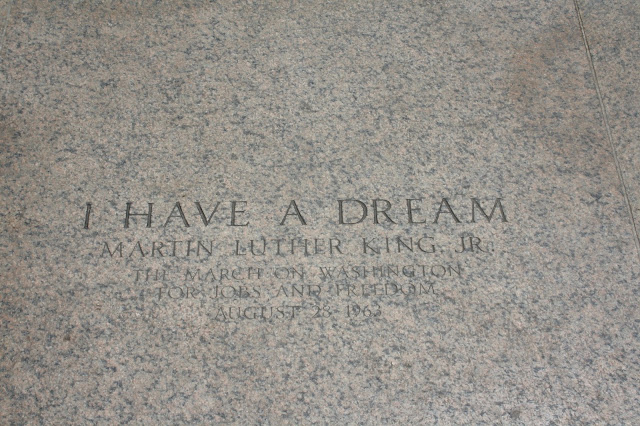 I HAVE A DREAM
MARTIN LUTHER KING, JR.
THE MARCH ON WASHINGTON
FOR JOBS AND FREEDOM
AUGUST 28, 1963